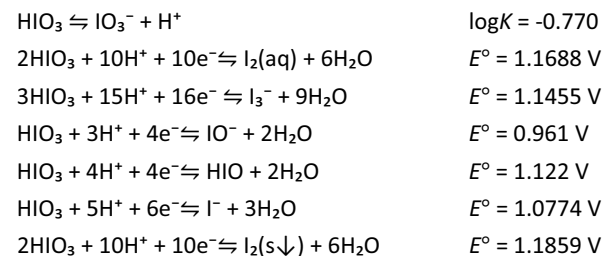 HIO₃ ⇋ IO₃⁻ + H⁺ logK = -0.770
2HIO₃ + 10H⁺ + 10e⁻⇋ I₂(aq) + 6H₂O E° = 1.1688 V
3HIO₃ + 15H⁺ + 16e⁻ ⇋ I₃⁻ + 9H₂O E° = 1.1455 V
HIO₃ + 3H⁺ + 4e⁻⇋ IO⁻ + 2H₂O E° = 0.961 V
HIO₃ + 4H⁺ + 4e⁻⇋ HIO + 2H₂O E° = 1.122 V
HIO₃ + 5H⁺ + 6e⁻⇋ I⁻ + 3H₂O E° = 1.0774 V
2HIO₃ + 10H⁺ + 10e⁻⇋ I₂(s↓) + 6H₂O E° = 1.1859 V